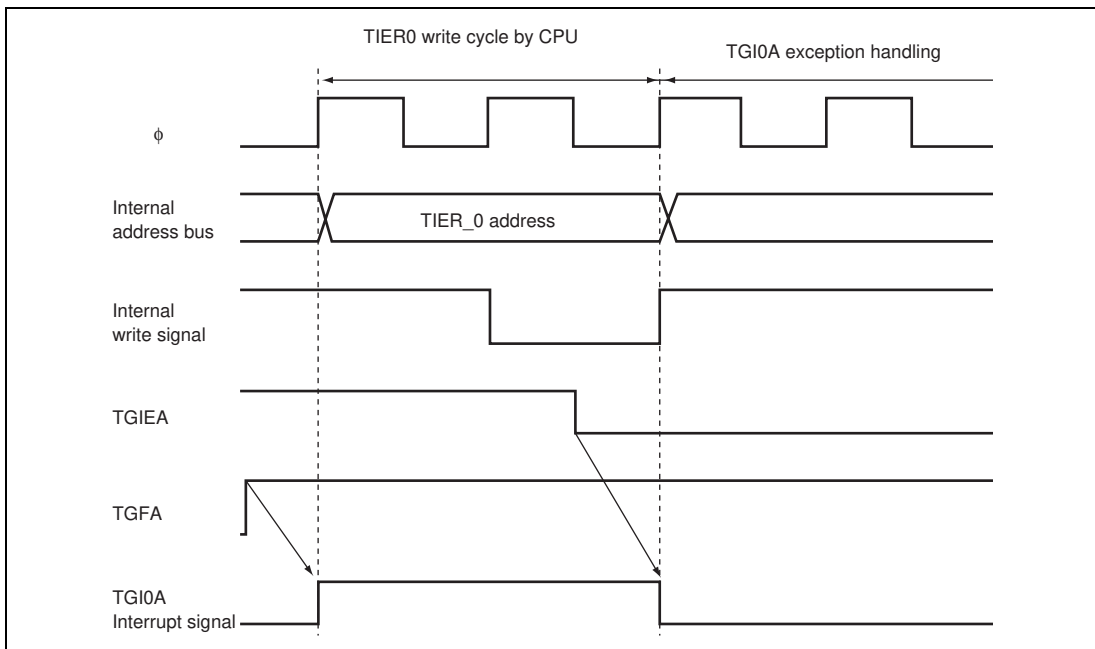 TIER0 write cycle by CPU
TGI0A exception handling
ϕ
Internal
address bus
TIER_0 address
Internal
write signal
TGIEA
TGFA
TGI0A
Interrupt signal